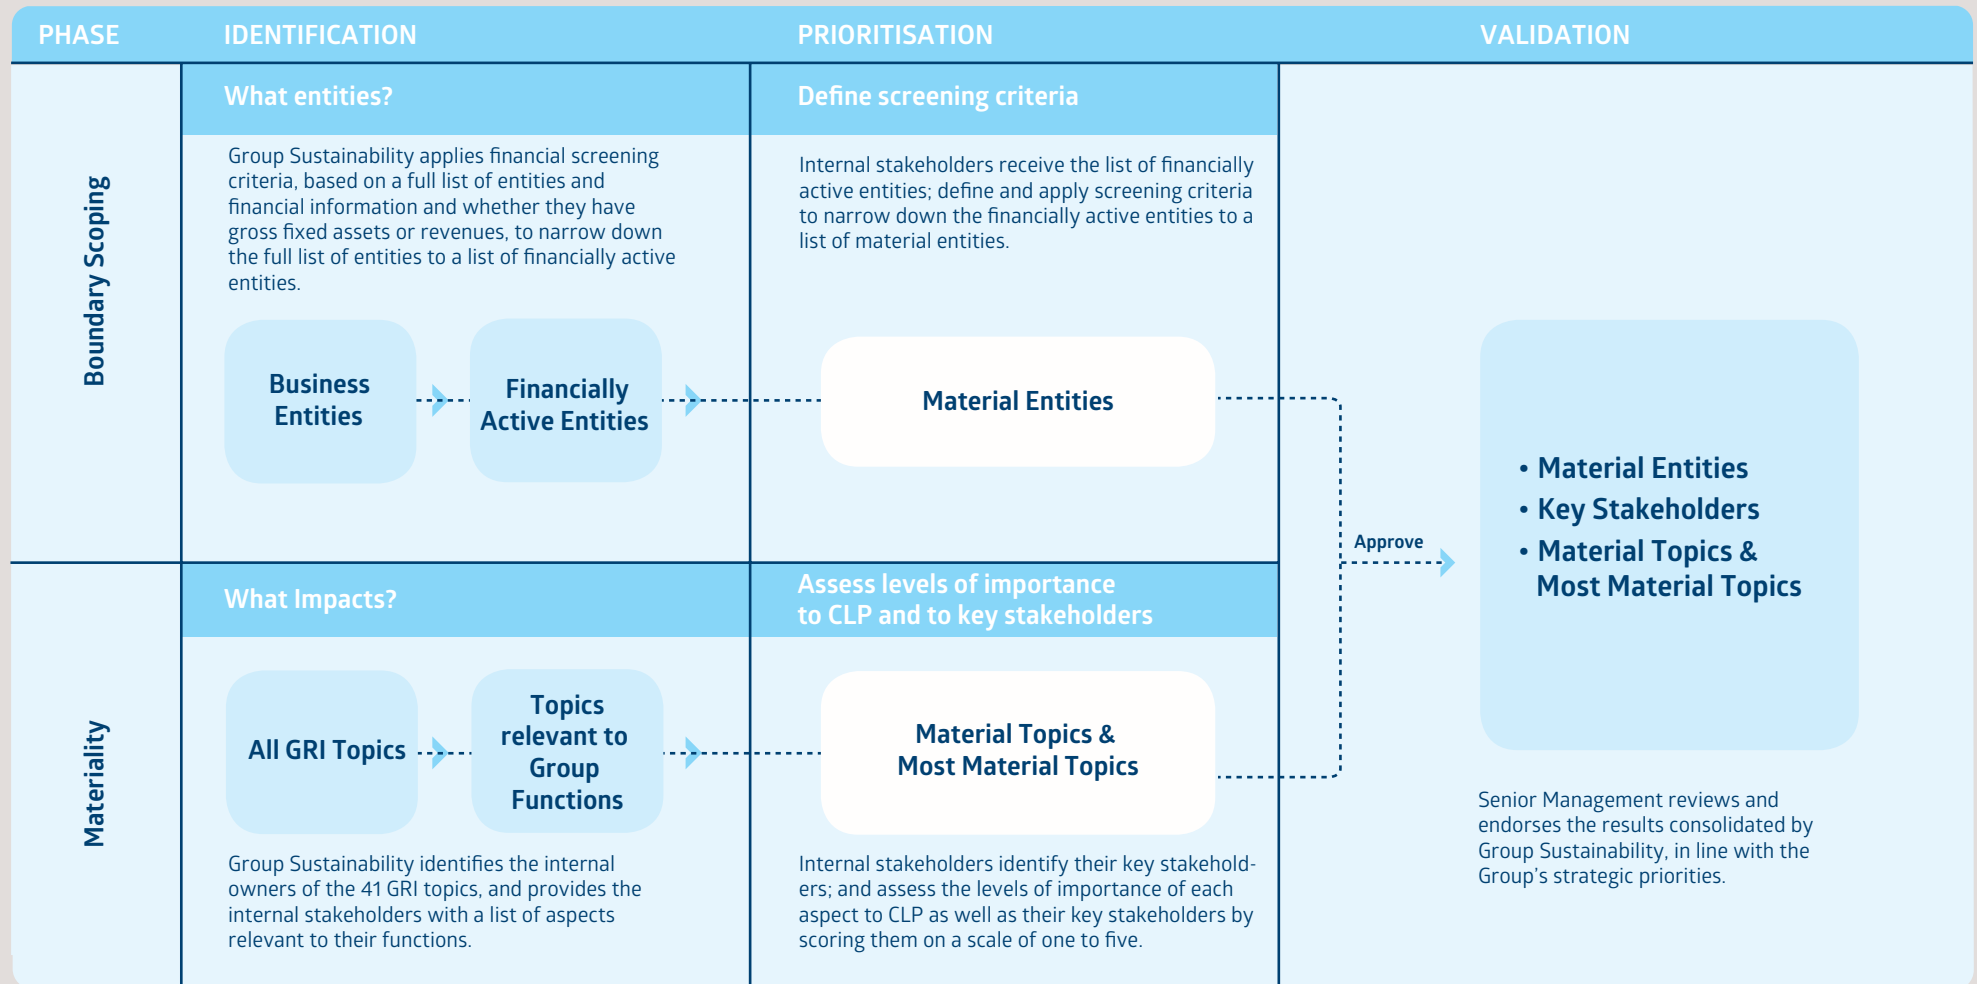 PHASE
IDENTIFICATION
PRIORITISATION
VALIDATION
Boundary Scoping
What entities?
Group Sustainability applies financial screening
criteria, based on a full list of entities and
financial information and whether they have
gross fixed assets or revenues, to narrow down
the full list of entities to a list of financially active
entities.
Business
Entities
Financially
Active Entities
Define screening criteria
Internal stakeholders receive the list of financially
active entities; define and apply screening criteria
to narrow down the financially active entities to a
list of material entities.
Material Entities
Materiality
What Impacts?
All GRI Topics
Topics
relevant to
Group
Functions
Group Sustainability identifies the internal
owners of the 41 GRI topics, and provides the
internal stakeholders with a list of aspects
relevant to their functions.
Assess levels of importance
to CLP and to key stakeholders
Material Topics &
Most Material Topics
Internal stakeholders identify their key stakehold-
ers; and assess the levels of importance of each
aspect to CLP as well as their key stakeholders by
scoring them on a scale of one to five.
Approve
• Material Entities
• Key Stakeholders
• Material Topics &
Most Material Topics
Senior Management reviews and
endorses the results consolidated by
Group Sustainability, in line with the
Group's strategic priorities.